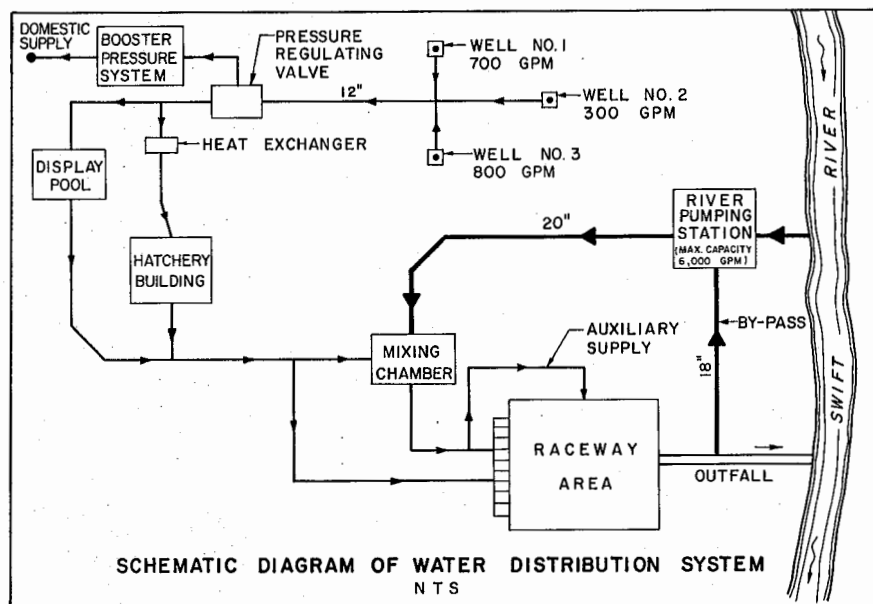 DOMESTIC
SUPPLY
BOOSTER
PRESSURE
SYSTEM
PRESSURE
REGULATING
VALVE
12"
WELL NO. 1
700 GPM
WELL NO. 2
300 GPM
WELL NO. 3
800 GPM
HEAT EXCHANGER
DISPLAY
POOL
HATCHERY
BUILDING
20"
RIVER
PUMPING
STATION
(MAX. CAPACITY
6,000 GPM)
BY-PASS
18"
MIXING
CHAMBER
AUXILIARY
SUPPLY
RACEWAY
AREA
OUTFALL
SWIFT RIVER
SCHEMATIC DIAGRAM OF WATER DISTRIBUTION SYSTEM
NTS